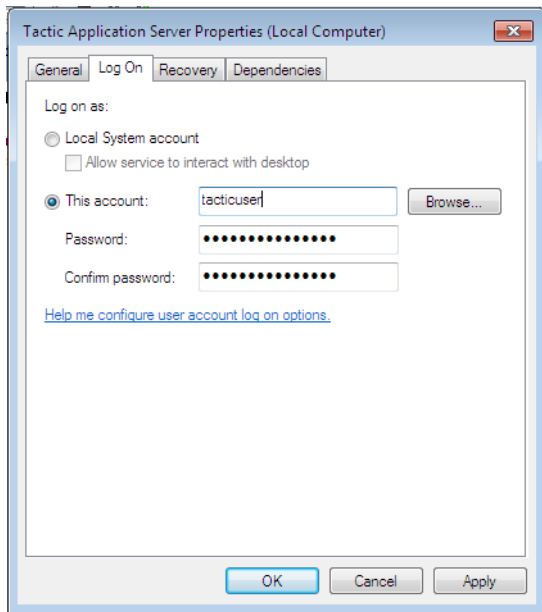 Tactic Application Server Properties (Local Computer)
General Log On Recovery Dependencies
Log on as:
Local System account
Allow service to interact with desktop
This account: tacticuser Browse...
Password: •••••••••••••••
Confirm password: •••••••••••••••
Help me configure user account log on options.
OK Cancel Apply